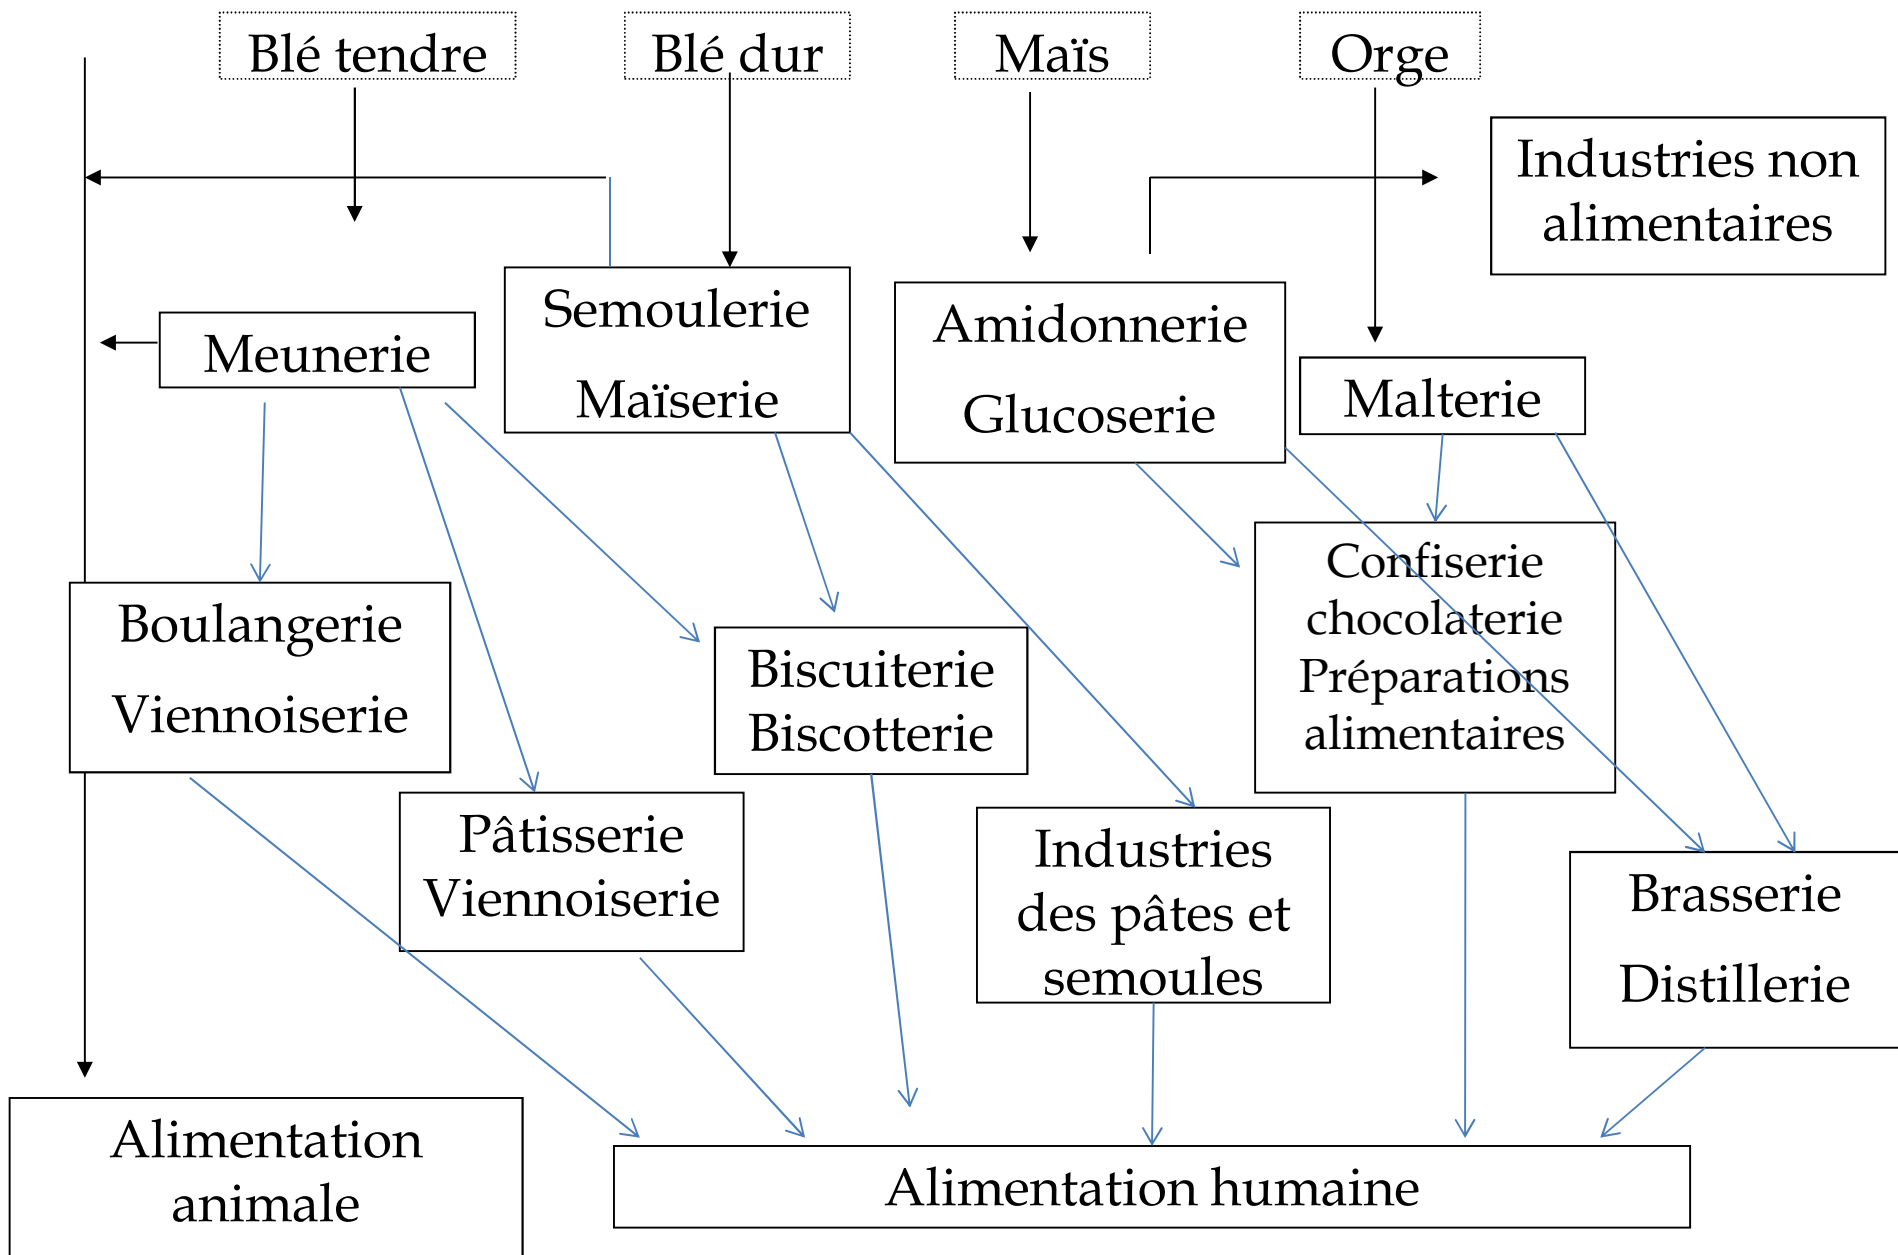 Blé tendre
Blé dur
Maïs
Orge
Industries non
alimentaires
Semoulerie
Maïserie
Meunerie
Amidonnerie
Glucoserie
Malterie
Boulangerie
Viennoiserie
Biscuiterie
Biscotterie
Confiserie
chocolaterie
Préparations
alimentaires
Pâtisserie
Viennoiserie
Industries
des pâtes et
semoules
Brasserie
Distillerie
Alimentation
animale
Alimentation humaine